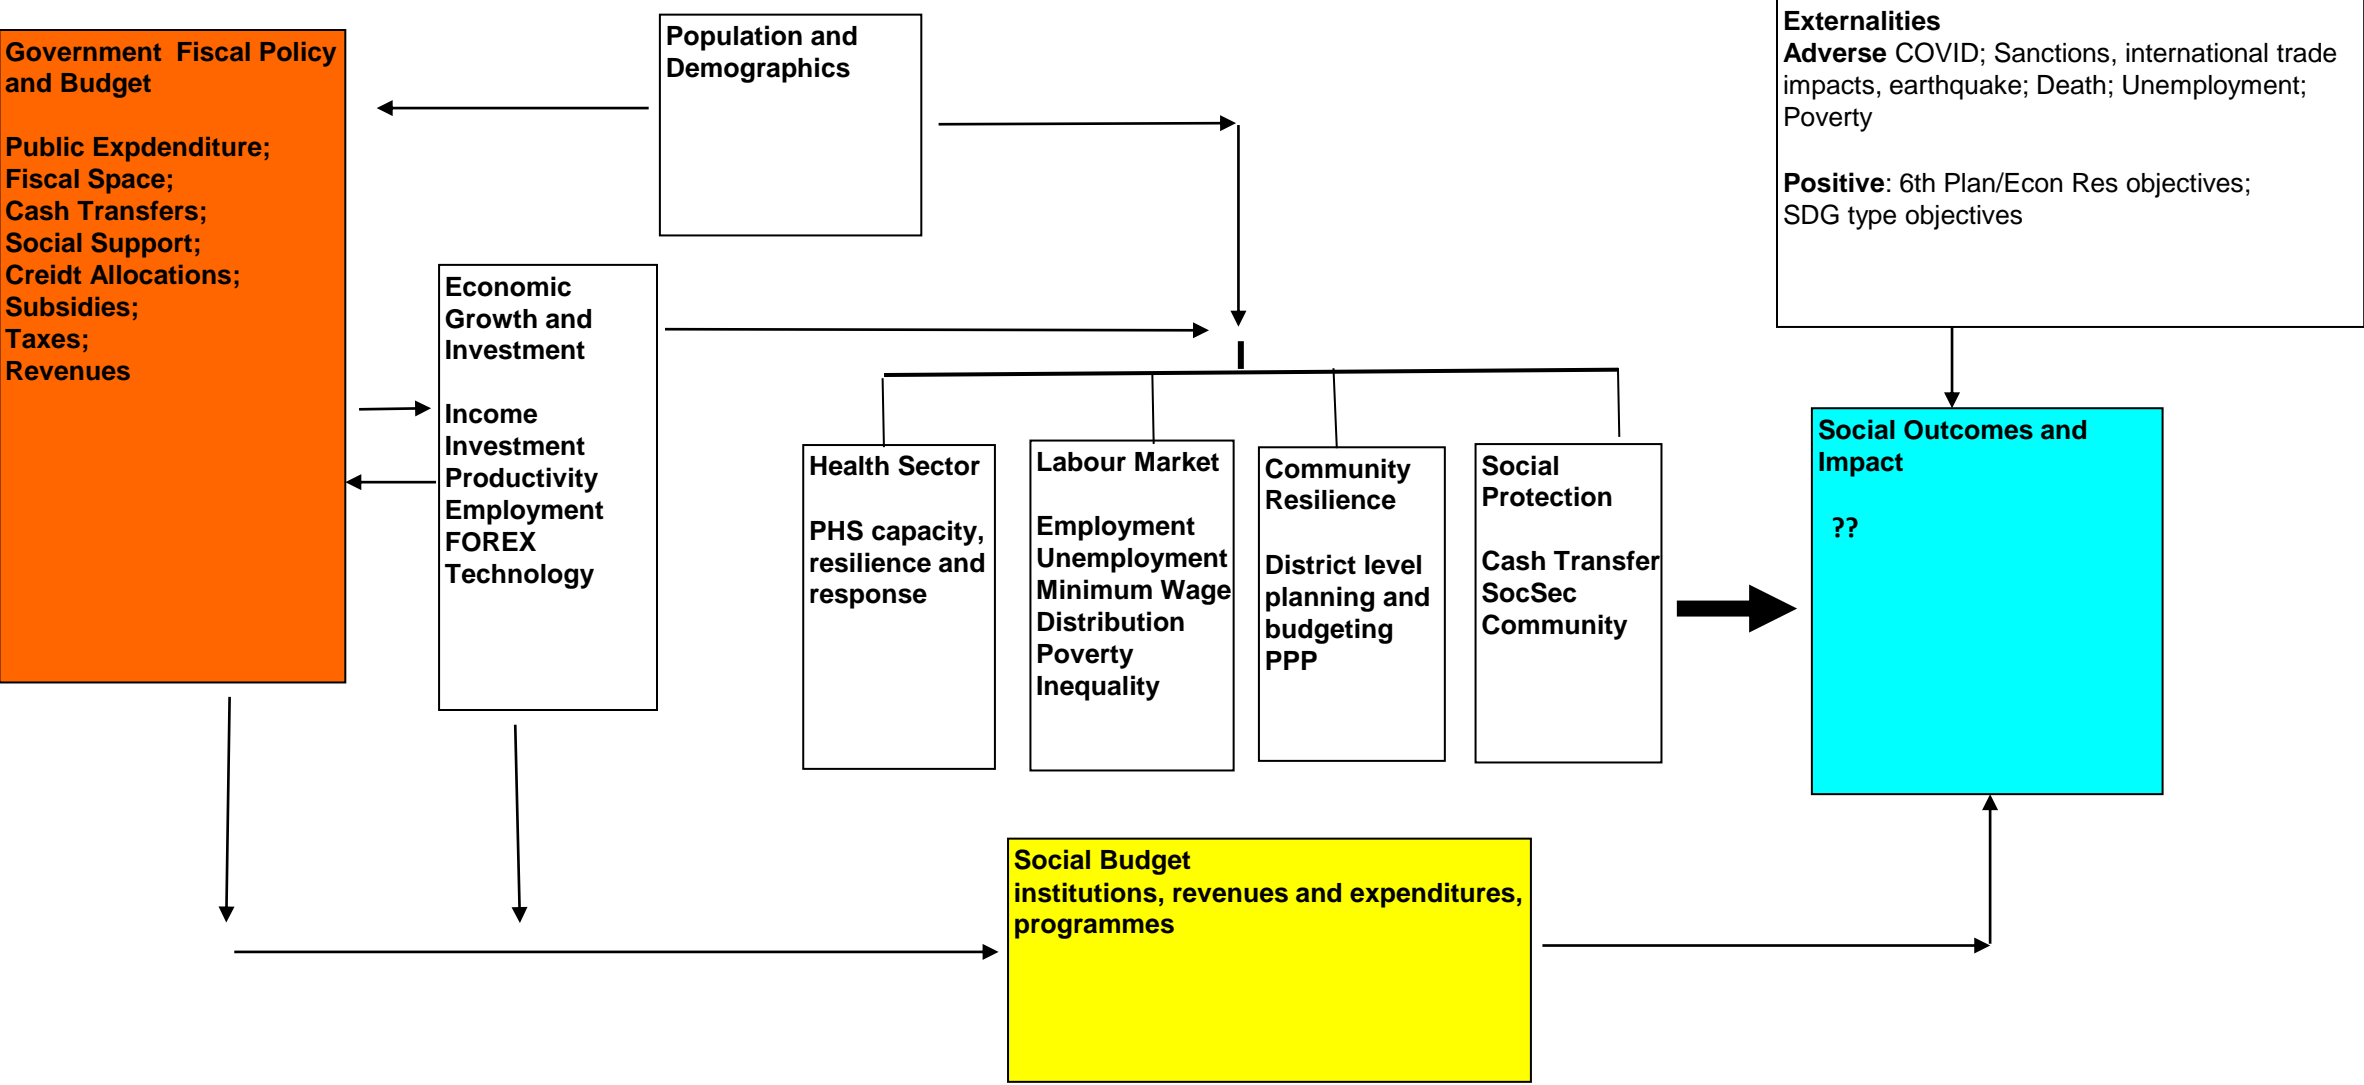 Government  Fiscal Policy
and Budget
Public Expdenditure;
Fiscal Space;
Cash Transfers;
Social Support;
Creidt Allocations;
Subsidies;
Taxes;
Revenues
Population and
Demographics
Externalities
Adverse COVID; Sanctions, international trade
impacts, earthquake; Death; Unemployment;
Poverty
Positive: 6th Plan/Econ Res objectives;
SDG type objectives
Economic
Growth and
Investment
Income
Investment
Productivity
Employment
FOREX
Technology
Health Sector
PHS capacity,
resilience and
response
Labour Market
Employment
Unemployment
Minimum Wage
Distribution
Poverty
Inequality
Community
Resilience
District level
planning and
budgeting
PPP
Social
Protection
Cash Transfer
SocSec
Community
Social Outcomes and
Impact
??
Social Budget
institutions, revenues and expenditures,
programmes